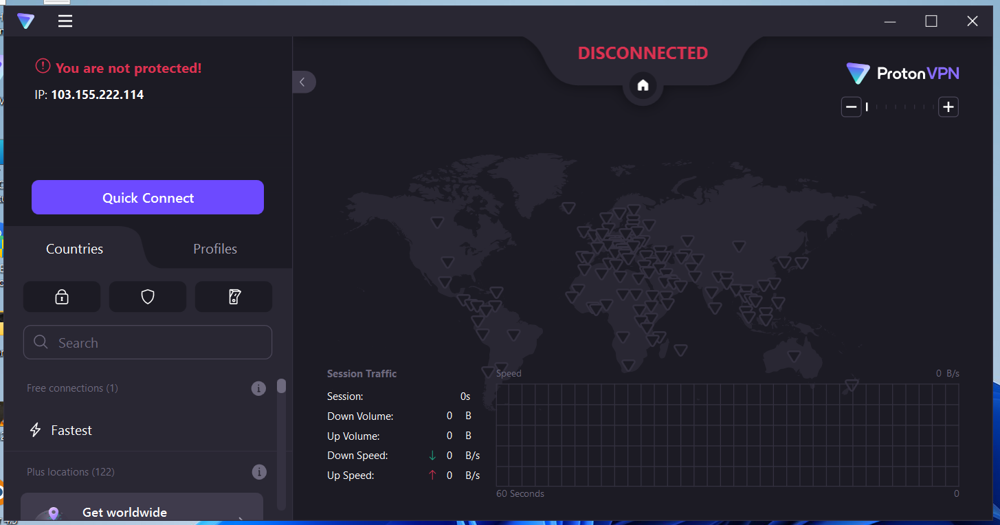 DISCONNECTED
You are not protected!
IP: 103.155.222.114
ProtonVPN
Quick Connect
Countries
Profiles
Search
Free connections (1)
Fastest
Plus locations (122)
Get worldwide
Session Traffic
Session: 0s
Down Volume: 0 B
Up Volume: 0 B
Down Speed: 0 B/s
Up Speed: 0 B/s
Speed
0 B/s
60 Seconds
0